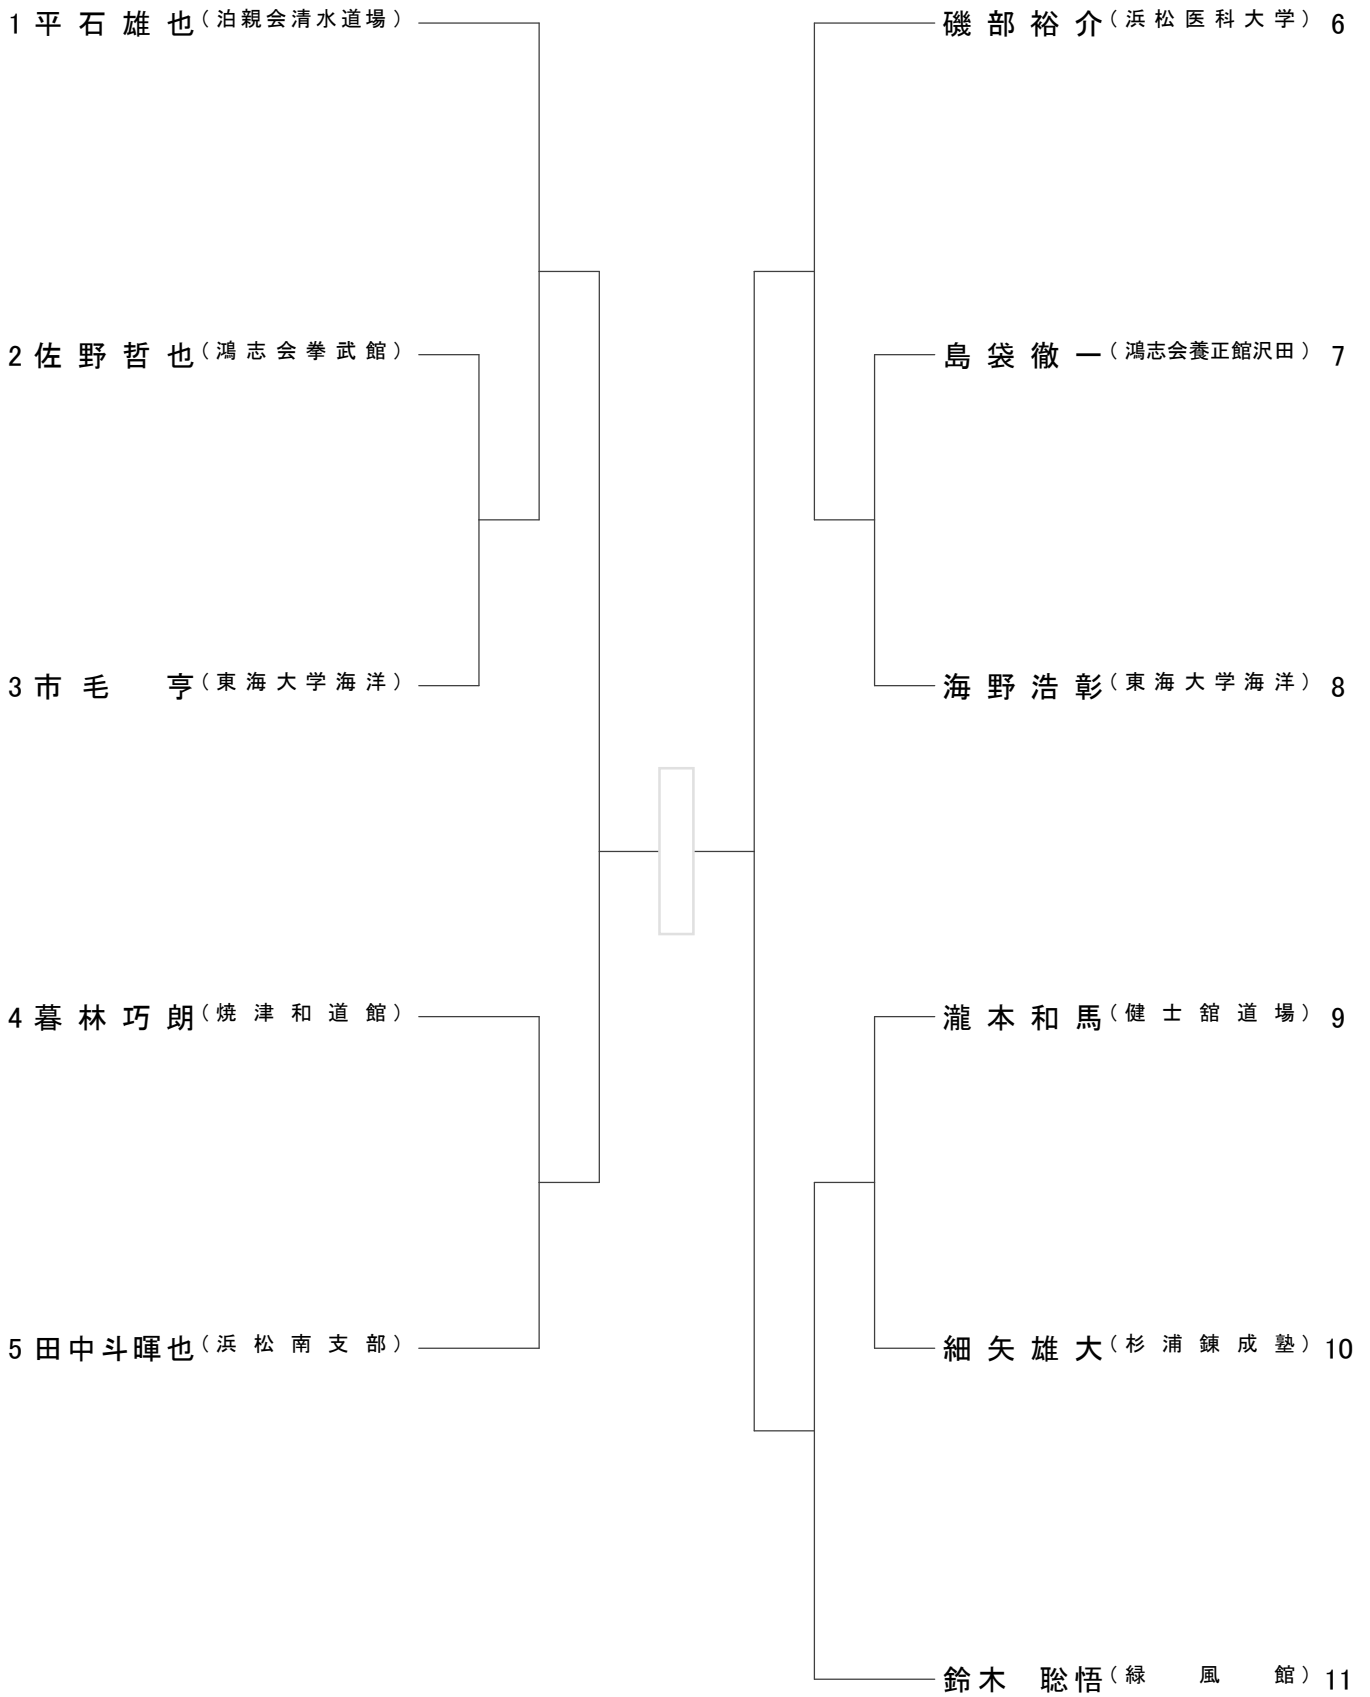 1 平石雄也（泊親会清水道場）
2 佐野哲也（鴻志会拳武館）
3 市毛　亨（東海大学海洋）
4 暮林巧朗（焼津和道館）
5 田中斗暉也（浜松南支部）
磯部裕介（浜松医科大学） 6
島袋徹一（鴻志会養正館沢田） 7
海野浩彰（東海大学海洋） 8
瀧本和馬（健士舘道場） 9
細矢雄大（杉浦錬成塾） 10
鈴木　聡悟（緑風館） 11